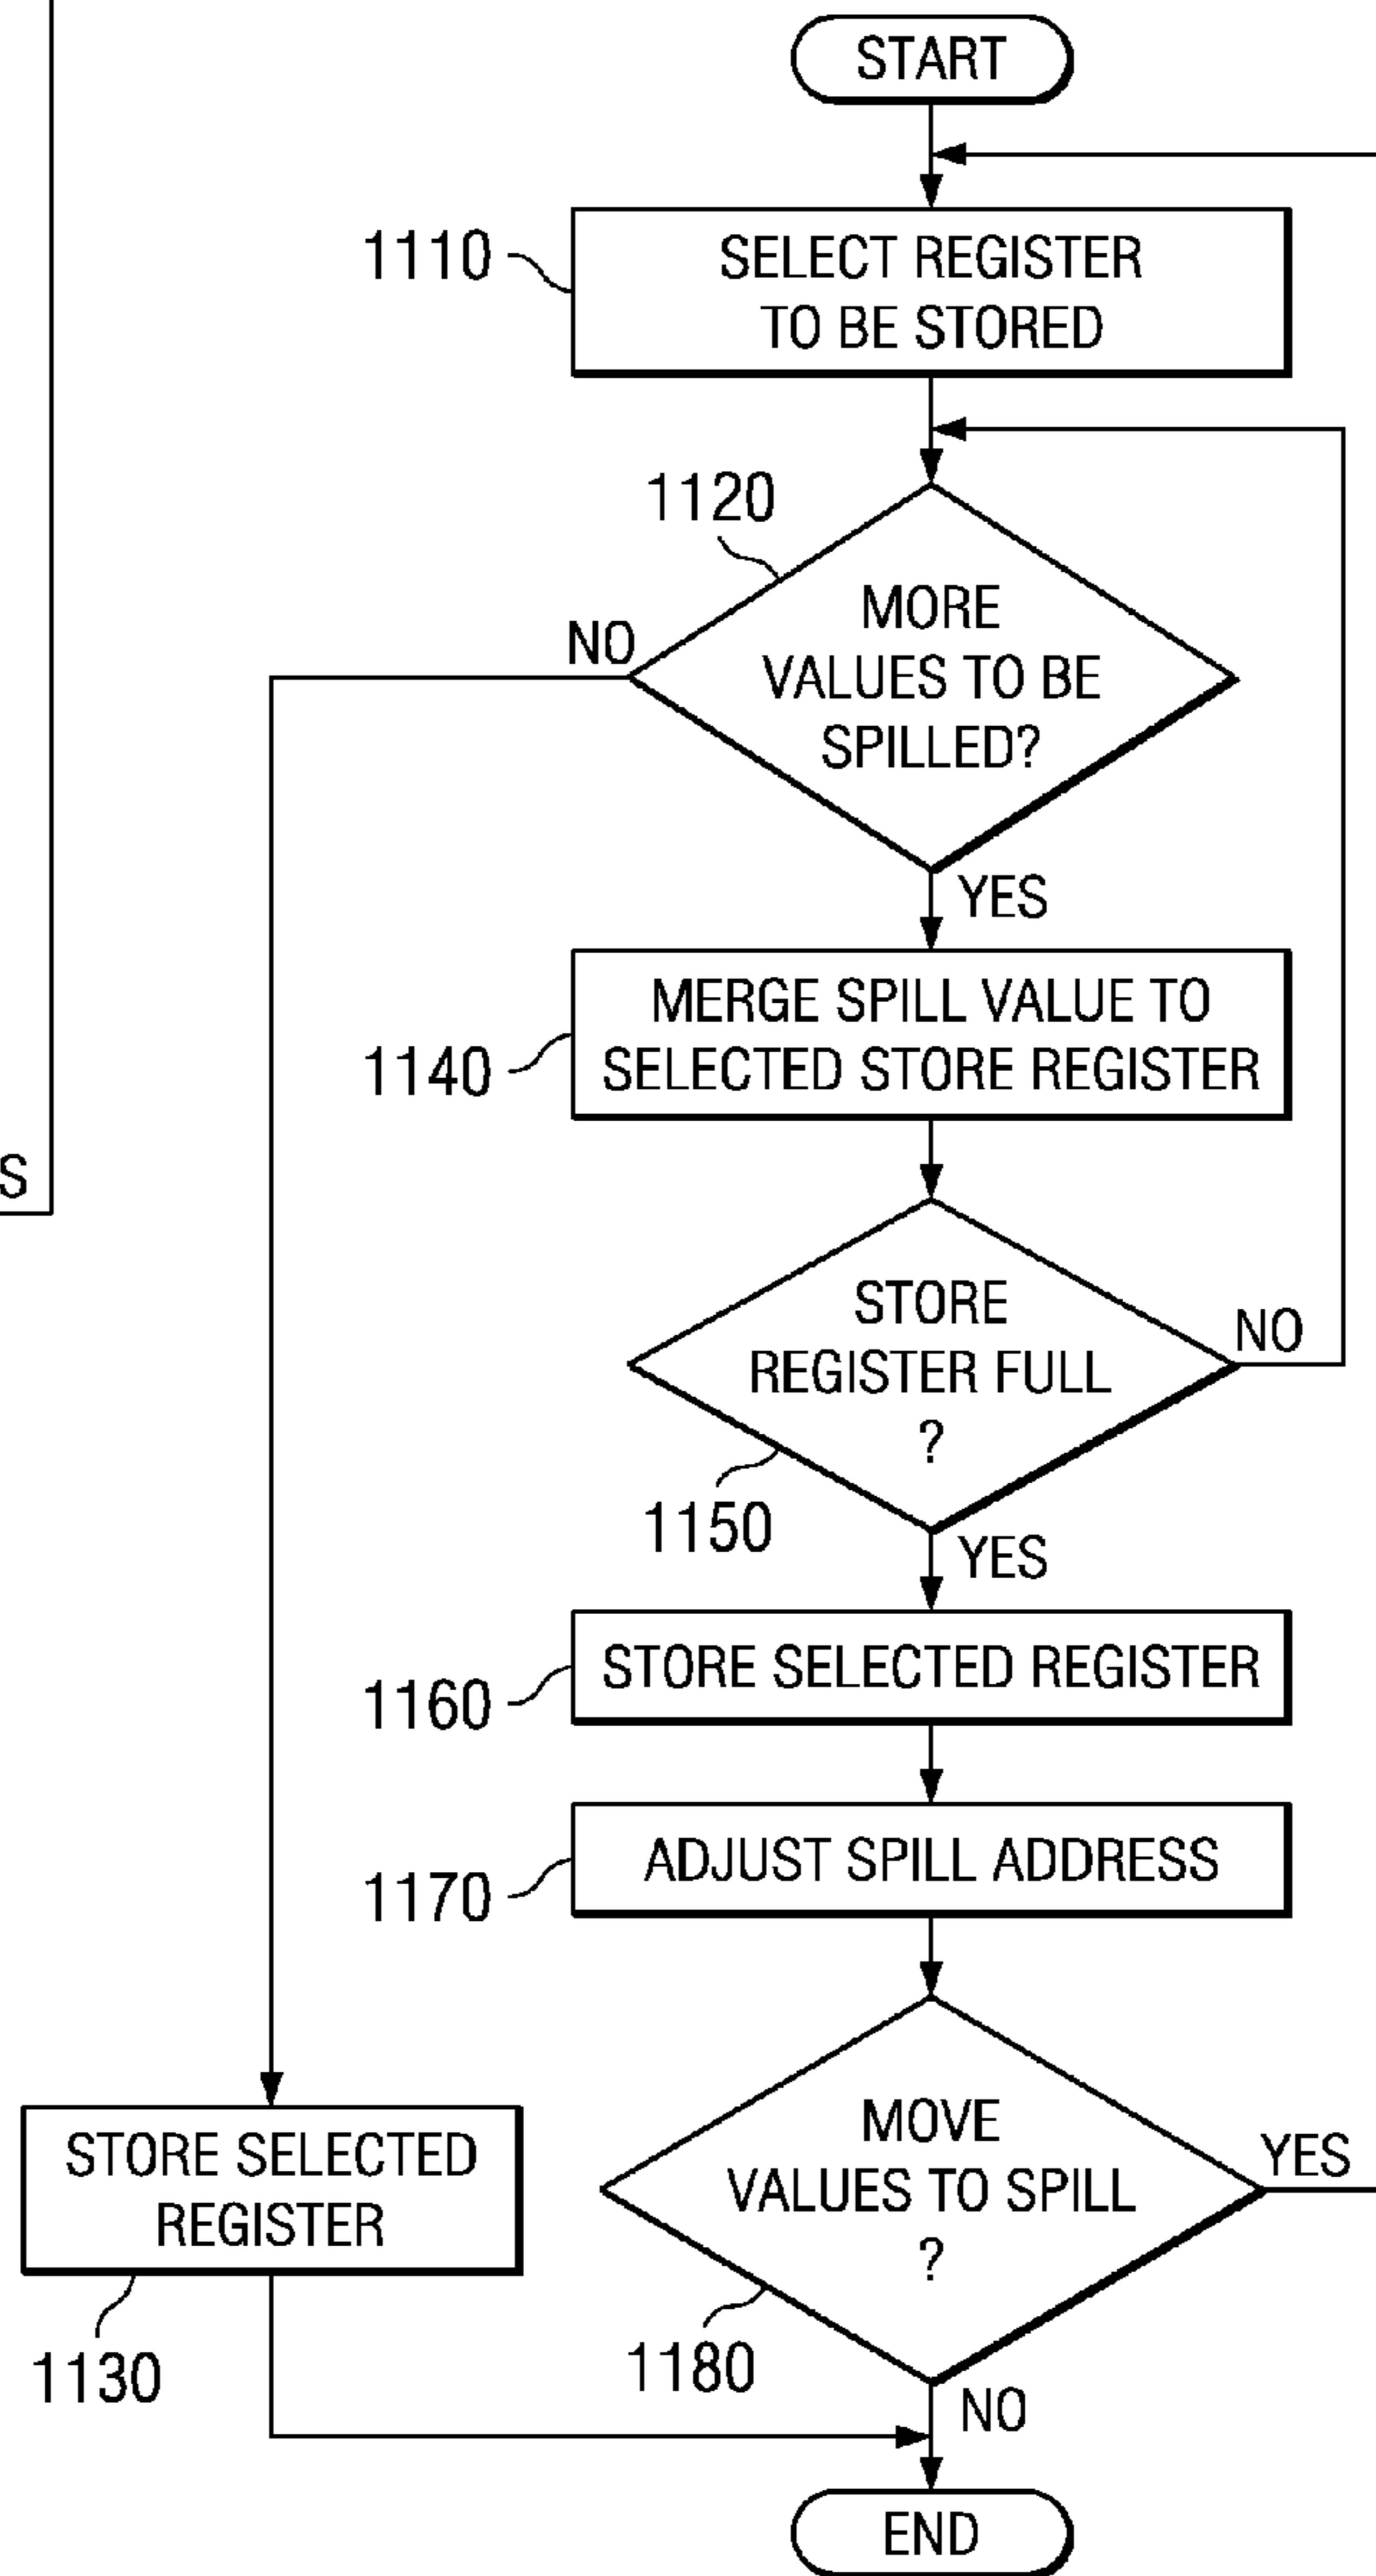 START
1110
SELECT REGISTER
TO BE STORED
1120
MORE
VALUES TO BE
SPILLED?
NO
YES
1140
MERGE SPILL VALUE TO
SELECTED STORE REGISTER
S
STORE
REGISTER FULL
?
NO
1150
YES
1160
STORE SELECTED REGISTER
1170
ADJUST SPILL ADDRESS
STORE SELECTED
REGISTER
1130
MOVE
VALUES TO SPILL
?
YES
1180
NO
END